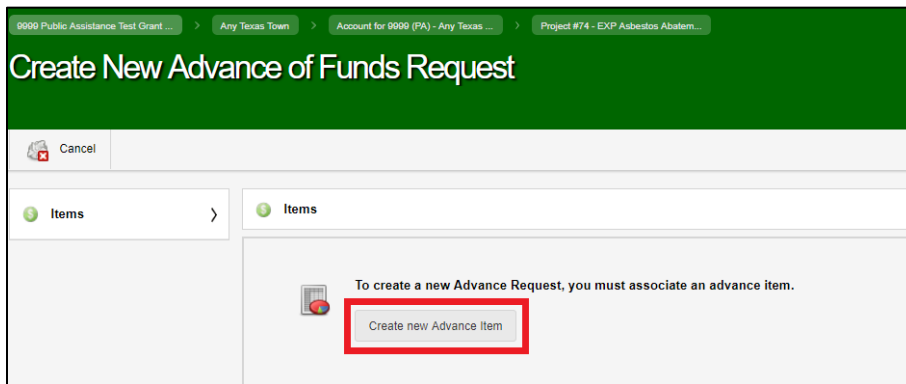 9999 Public Assistance Test Grant ... > Any Texas Town > Account for 9999 (PA) - Any Texas ... > Project #74 - EXP Asbestos Abatem...
Create New Advance of Funds Request
Cancel
Items
Items
To create a new Advance Request, you must associate an advance item.
Create new Advance Item